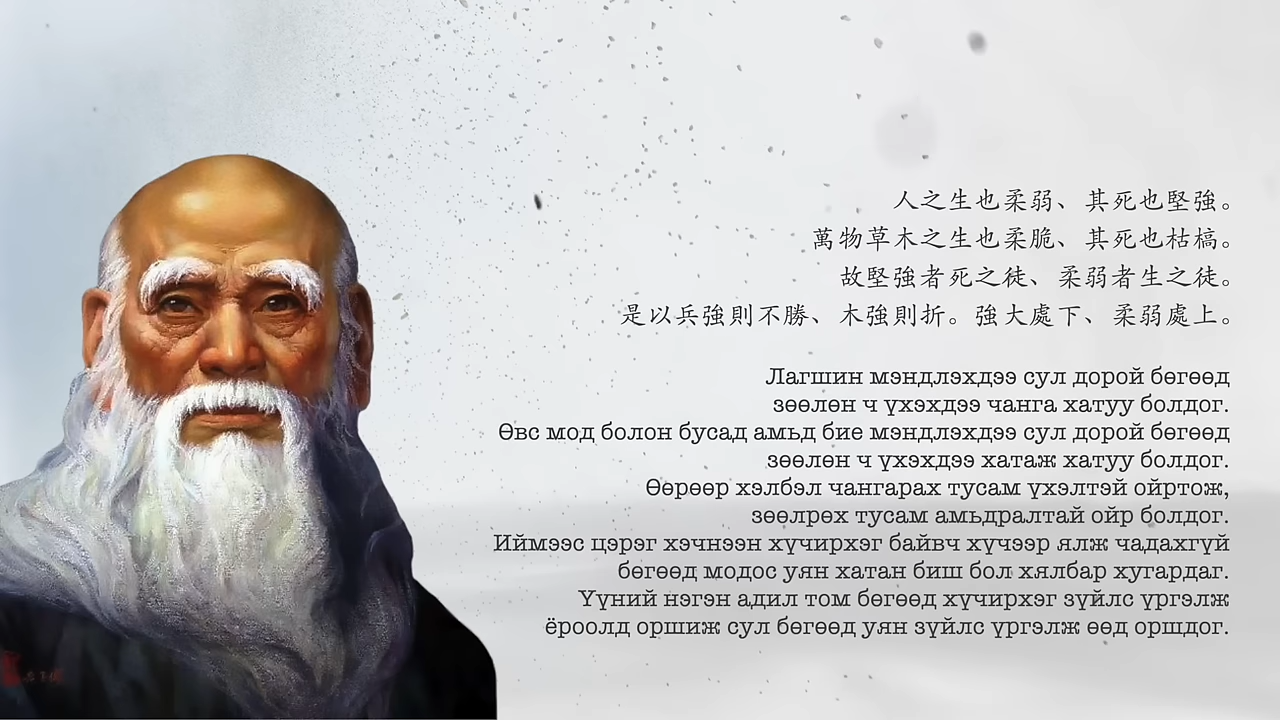 人之生也柔弱、其死也堅強。
萬物草木之生也柔脆、其死也枯槁。
故堅強者死之徒、柔弱者生之徒。
是以兵強則不勝、木強則折。強大處下、柔弱處上。
Лагшин мэндлэхдээ сул дорой бөгөөд
зөөлөн ч үхэхдээ чанга хатуу болдог.
Өвс мод болон бусад амьд бие мэндлэхдээ сул дорой бөгөөд
зөөлөн ч үхэхдээ хатаж хатуу болдог.
Өөрөөр хэлбэл чангарах тусам үхэлтэй ойртож,
зөөлрөх тусам амьдралтай ойр болдог.
Иймээс цэрэг хэчнээн хүчирхэг байвч хүчээр ялж чадахгүй
бөгөөд модос уян хатан биш бол хялбар хугардаг.
Үүний нэгэн адил том бөгөөд хүчирхэг зүйлс үргэлж
ёроолд оршиж сул бөгөөд уян зүйлс үргэлж өөд оршдог.